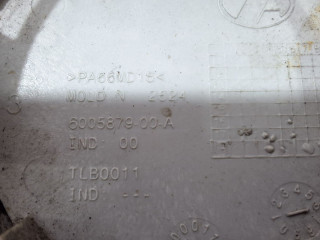 >PA66MD15<
MOLD N
6005879-00-A
IND 00
TLB0011
IND ---